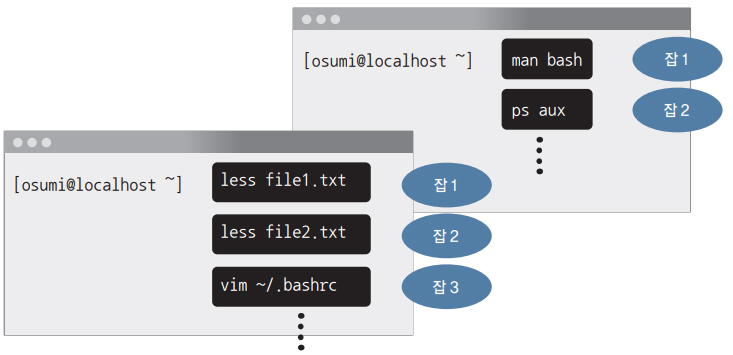 [osumi@localhost ~] man bash 잡 1
ps aux 잡 2
[osumi@localhost ~] less file1.txt 잡 1
less file2.txt 잡 2
vim ~/.bashrc 잡 3